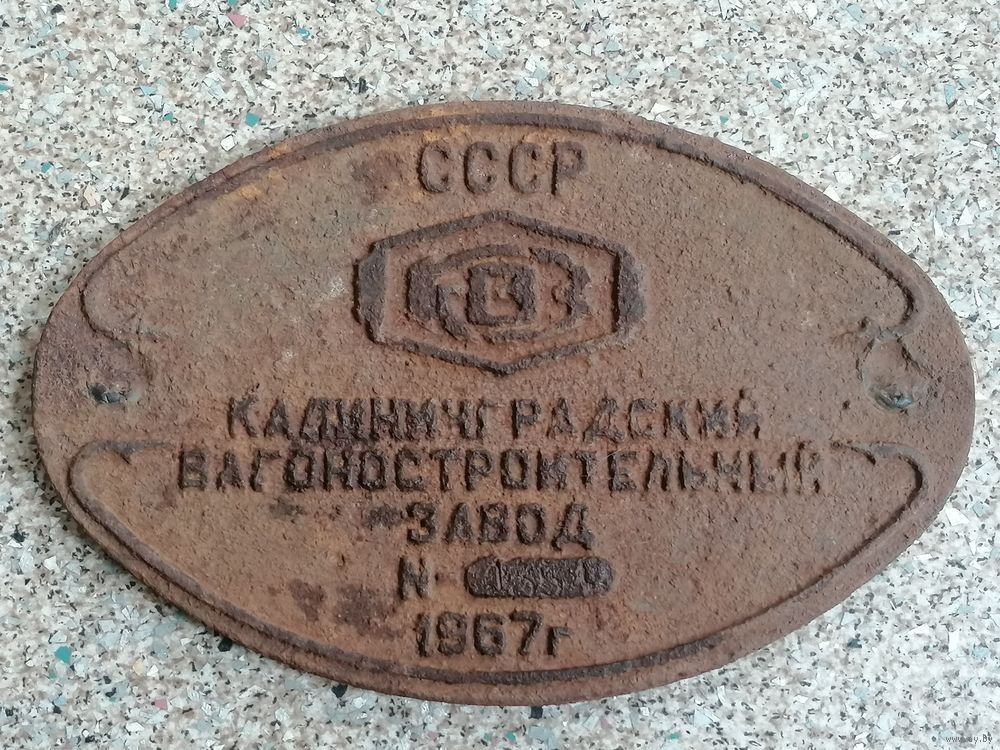 СССР
КАЛИНИНГРАДСКИЙ
ВАГОНОСТРОИТЕЛЬНЫЙ
ЗАВОД
N-
1967г